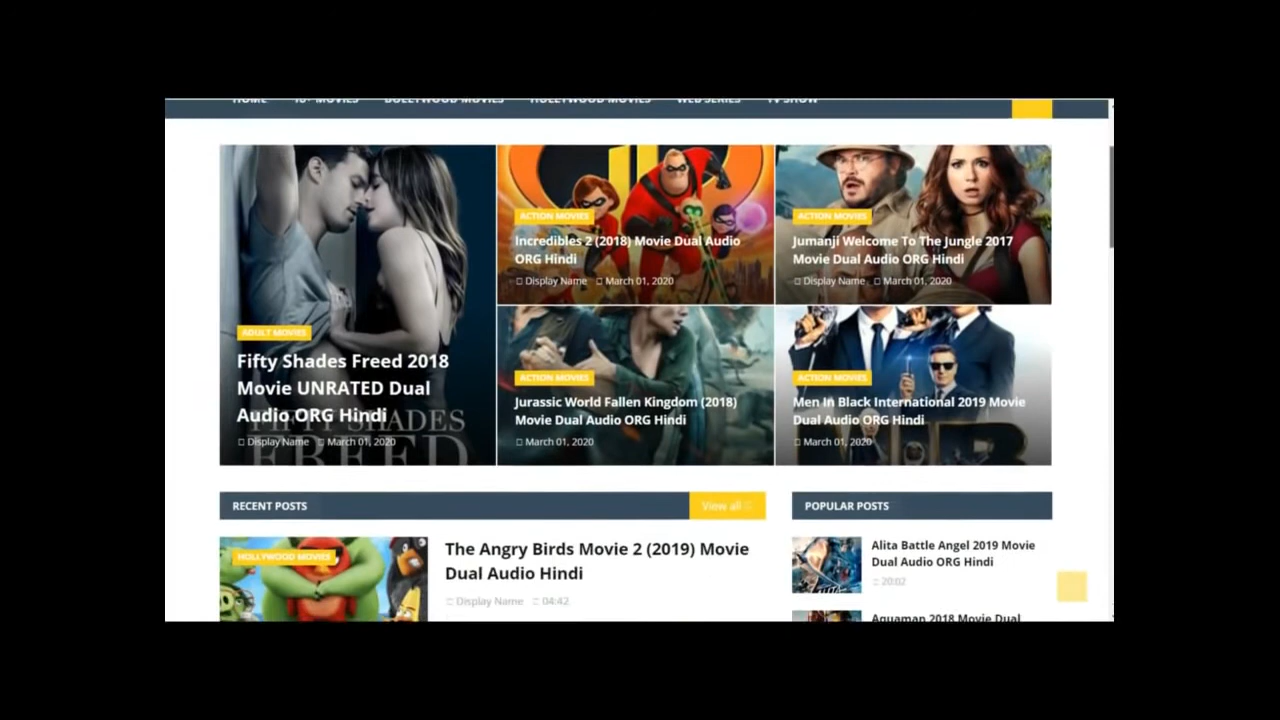 HOME 18+ MOVIES BOLLYWOOD MOVIES HOLLYWOOD MOVIES WEB SERIES TV SHOW
ADULT MOVIES
Fifty Shades Freed 2018
Movie UNRATED Dual
Audio ORG Hindi
Display Name March 01, 2020
FIFTY SHADES
FREED
ACTION MOVIES
Incredibles 2 (2018) Movie Dual Audio
ORG Hindi
Display Name March 01, 2020
ACTION MOVIES
Jumanji Welcome To The Jungle 2017
Movie Dual Audio ORG Hindi
Display Name March 01, 2020
ACTION MOVIES
Jurassic World Fallen Kingdom (2018)
Movie Dual Audio ORG Hindi
March 01, 2020
ACTION MOVIES
Men In Black International 2019 Movie
Dual Audio ORG Hindi
March 01, 2020
RECENT POSTS
View all
HOLLYWOOD MOVIES
The Angry Birds Movie 2 (2019) Movie
Dual Audio Hindi
Display Name 04:42
POPULAR POSTS
Alita Battle Angel 2019 Movie
Dual Audio ORG Hindi
20:02
Aquaman 2018 Movie Dual